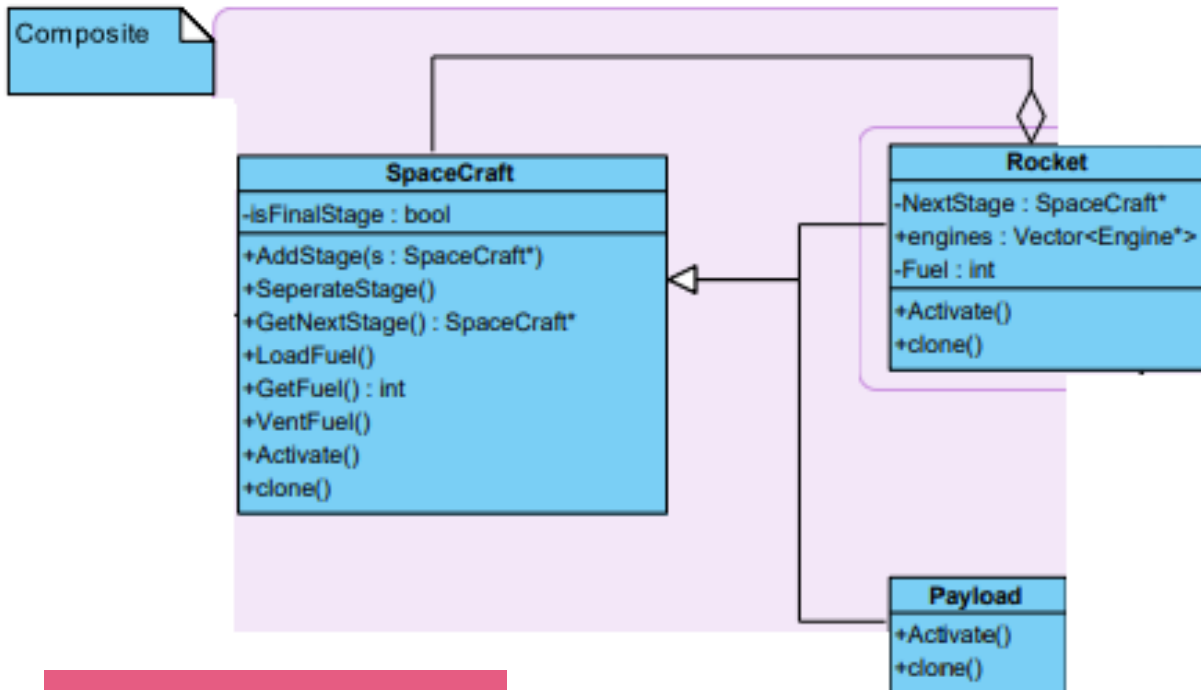 Composite
SpaceCraft
-isFinalStage : bool
+AddStage(s : SpaceCraft*)
+SeperateStage()
+GetNextStage() : SpaceCraft*
+LoadFuel()
+GetFuel() : int
+VentFuel()
+Activate()
+clone()
Rocket
-NextStage : SpaceCraft*
+engines : Vector<Engine*>
-Fuel : int
+Activate()
+clone()
Payload
+Activate()
+clone()